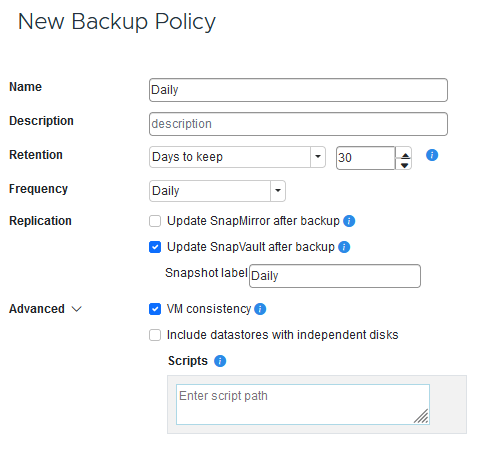 New Backup Policy
Name Daily
Description description
Retention Days to keep 30 i
Frequency Daily
Replication Update SnapMirror after backup i
Update SnapVault after backup i
Snapshot label Daily
Advanced VM consistency i
Include datastores with independent disks
Scripts i
Enter script path